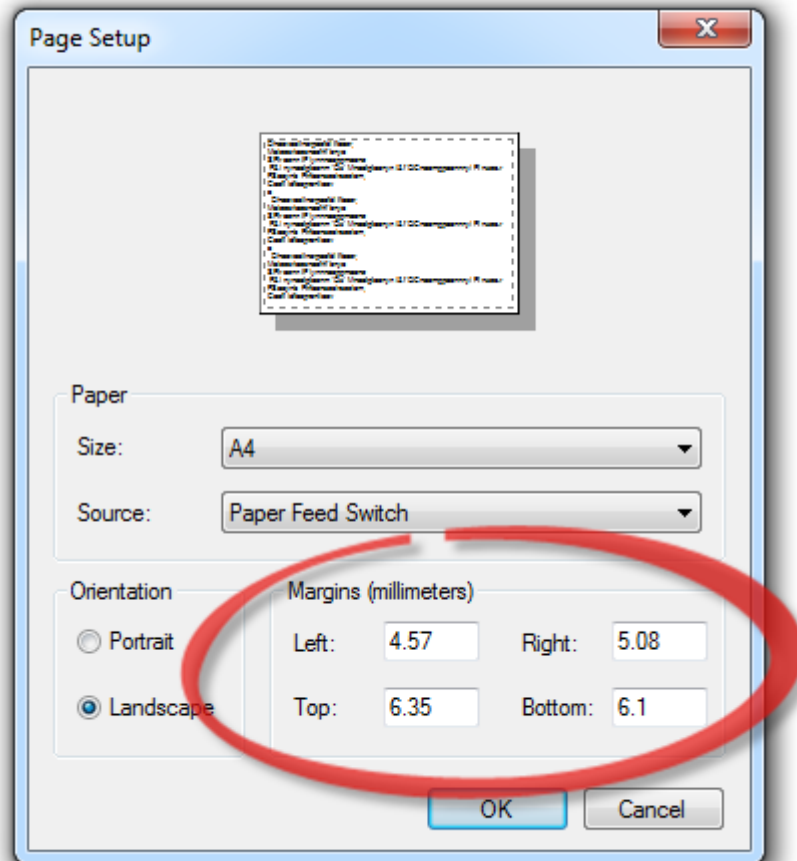 Page Setup
Paper
Size: A4
Source: Paper Feed Switch
Orientation
Portrait
Landscape
Margins (millimeters)
Left: 4.57 Right: 5.08
Top: 6.35 Bottom: 6.1
OK Cancel